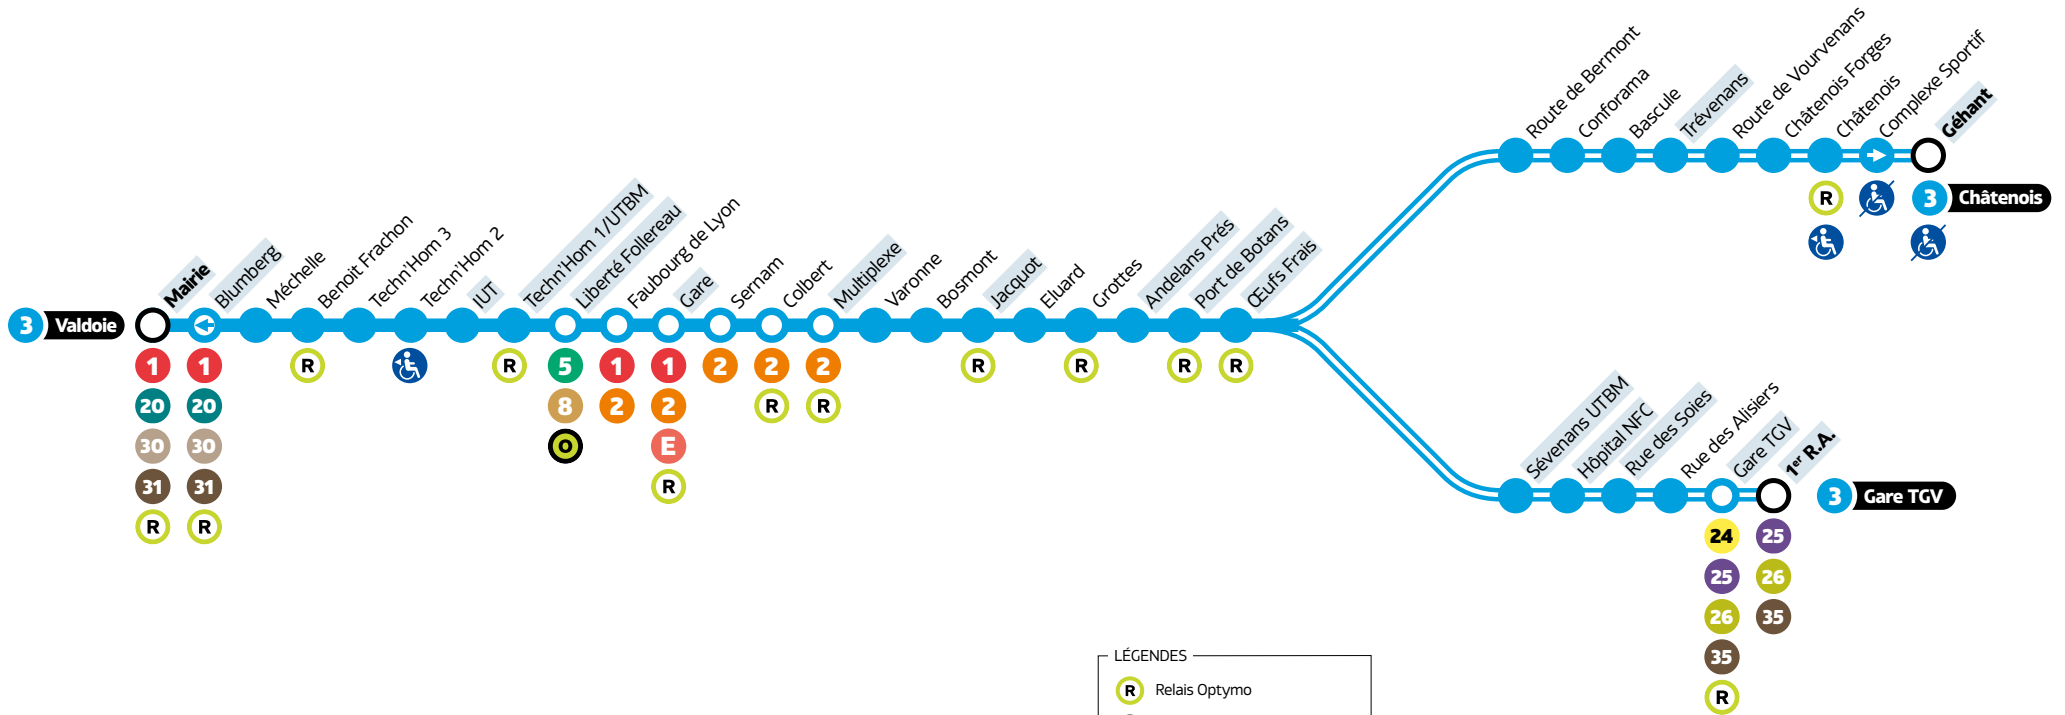 3 Valdoie
Mairie
Blumberg
Méchelle
Benoit Frachon
Techn'Hom 3
Techn'Hom 2
IUT
Techn'Hom 1/UTBM
Liberté Follereau
Faubourg de Lyon
Gare
Sernam
Colbert
Multiplexe
Varonne
Bosmont
Jacquot
Eluard
Grottes
Andelans Prés
Port de Botans
Œufs Frais
1 1 R R 5 1 1 2 2 2 R R R R
20 20 8 2 2 R R
30 30 O E
31 31 R
R R
Route de Bermont
Conforama
Bascule
Trévenans
Route de Vourvenans
Châtenois Forges
Châtenois
Complexe Sportif
Géhant
R 3 Châtenois
Sévenans UTBM
Hôpital NFC
Rue des Soies
Rue des Alisiers
Gare TGV
1er R.A.
3 Gare TGV
24 25
25 26
26 35
35
R
LÉGENDES
R Relais Optymo